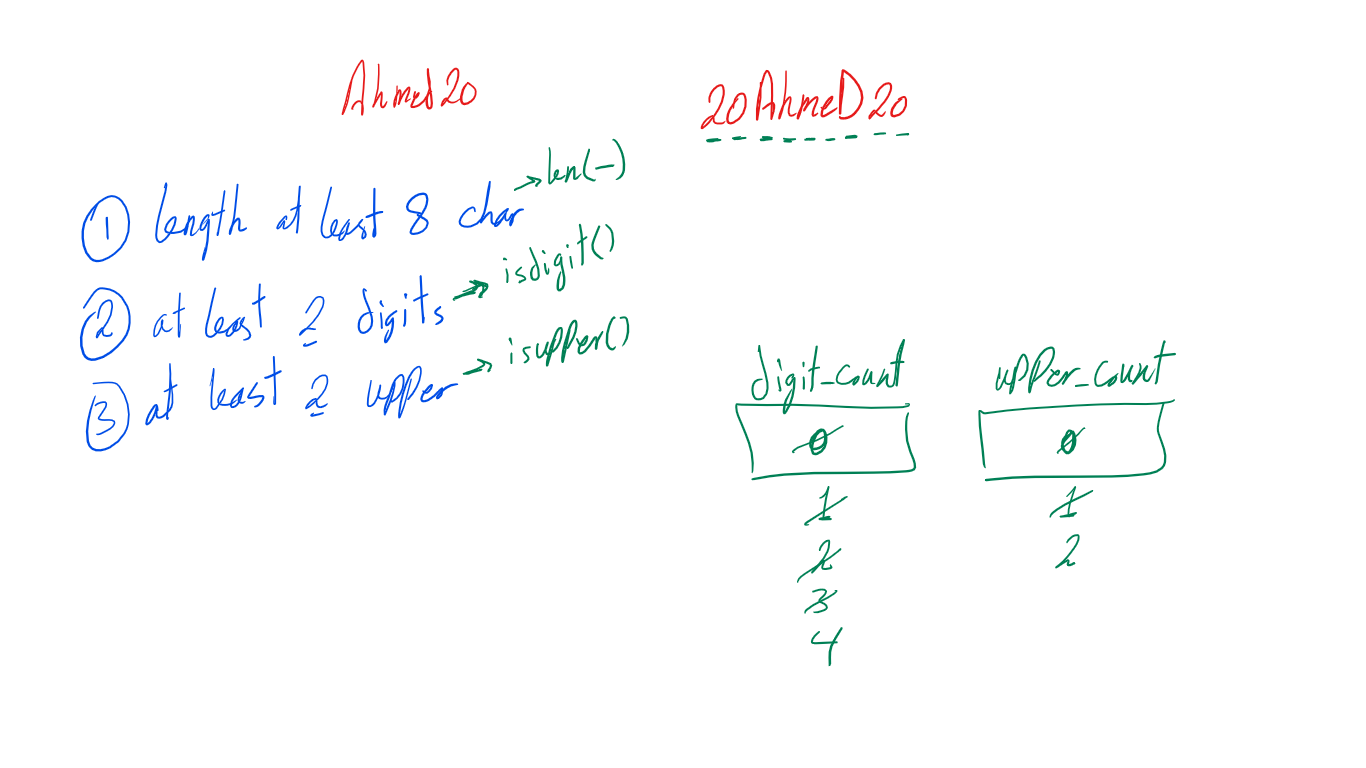 Ahmed20
20AhmeD20
① length at least 8 char → len(–)
② at least 2 digits → isdigit()
③ at least 2 upper → isupper()
digit_count
0
1
2
3
4
upper_count
0
1
2